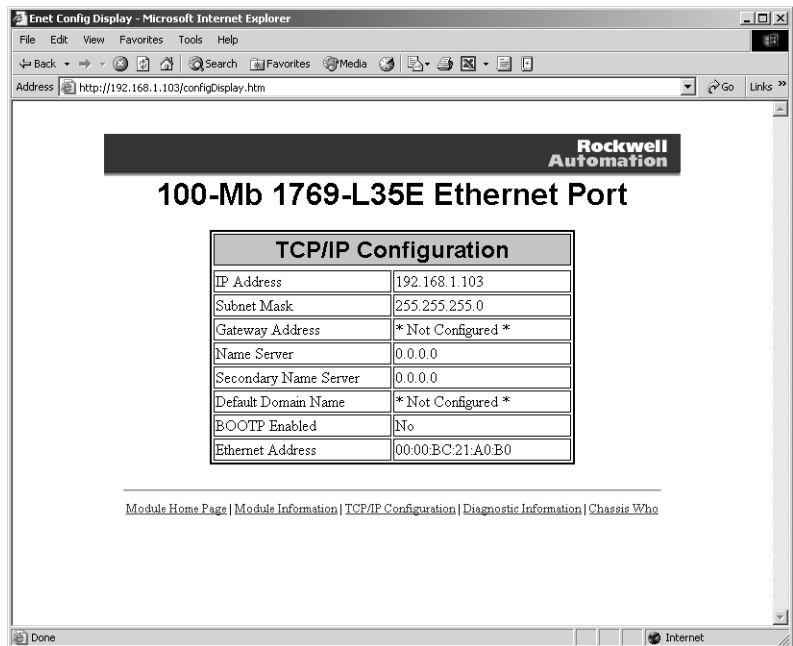 Enet Config Display - Microsoft Internet Explorer
File Edit View Favorites Tools Help
Back Search Favorites Media
Address http://192.168.1.103/configDisplay.htm Go Links »
Rockwell
Automation
100-Mb 1769-L35E Ethernet Port
TCP/IP Configuration
IP Address 192.168.1.103
Subnet Mask 255.255.255.0
Gateway Address * Not Configured *
Name Server 0.0.0.0
Secondary Name Server 0.0.0.0
Default Domain Name * Not Configured *
BOOTP Enabled No
Ethernet Address 00:00:BC:21:A0:B0
Module Home Page | Module Information | TCP/IP Configuration | Diagnostic Information | Chassis Who
Done Internet